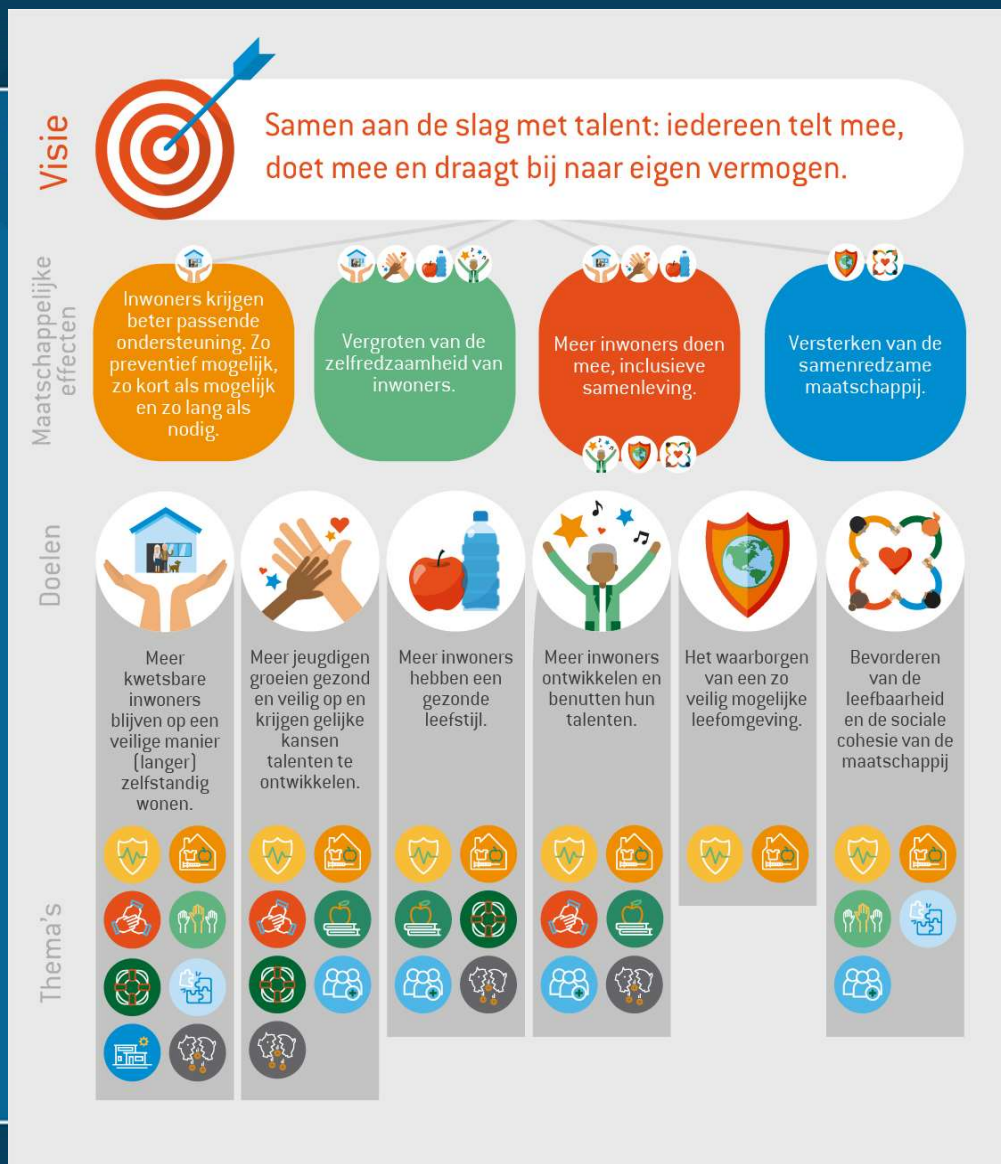 Visie
Samen aan de slag met talent: iedereen telt mee,
doet mee en draagt bij naar eigen vermogen.
Maatschappelijke
effecten
Inwoners krijgen
beter passende
ondersteuning. Zo
preventief mogelijk,
zo kort als mogelijk
en zo lang als
nodig.
Vergroten van de
zelfredzaamheid van
inwoners.
Meer inwoners doen
mee, inclusieve
samenleving.
Versterken van de
samenredzame
maatschappij.
Doelen
Meer
kwetsbare
inwoners
blijven op een
veilige manier
(langer)
zelfstandig
wonen.
Meer jeugdigen
groeien gezond
en veilig op en
krijgen gelijke
kansen
talenten te
ontwikkelen.
Meer inwoners
hebben een
gezonde
leefstijl.
Meer inwoners
ontwikkelen en
benutten hun
talenten.
Het waarborgen
van een zo
veilig mogelijke
leefomgeving.
Bevorderen
van de
leefbaarheid
en de sociale
cohesie van de
maatschappij
Thema's